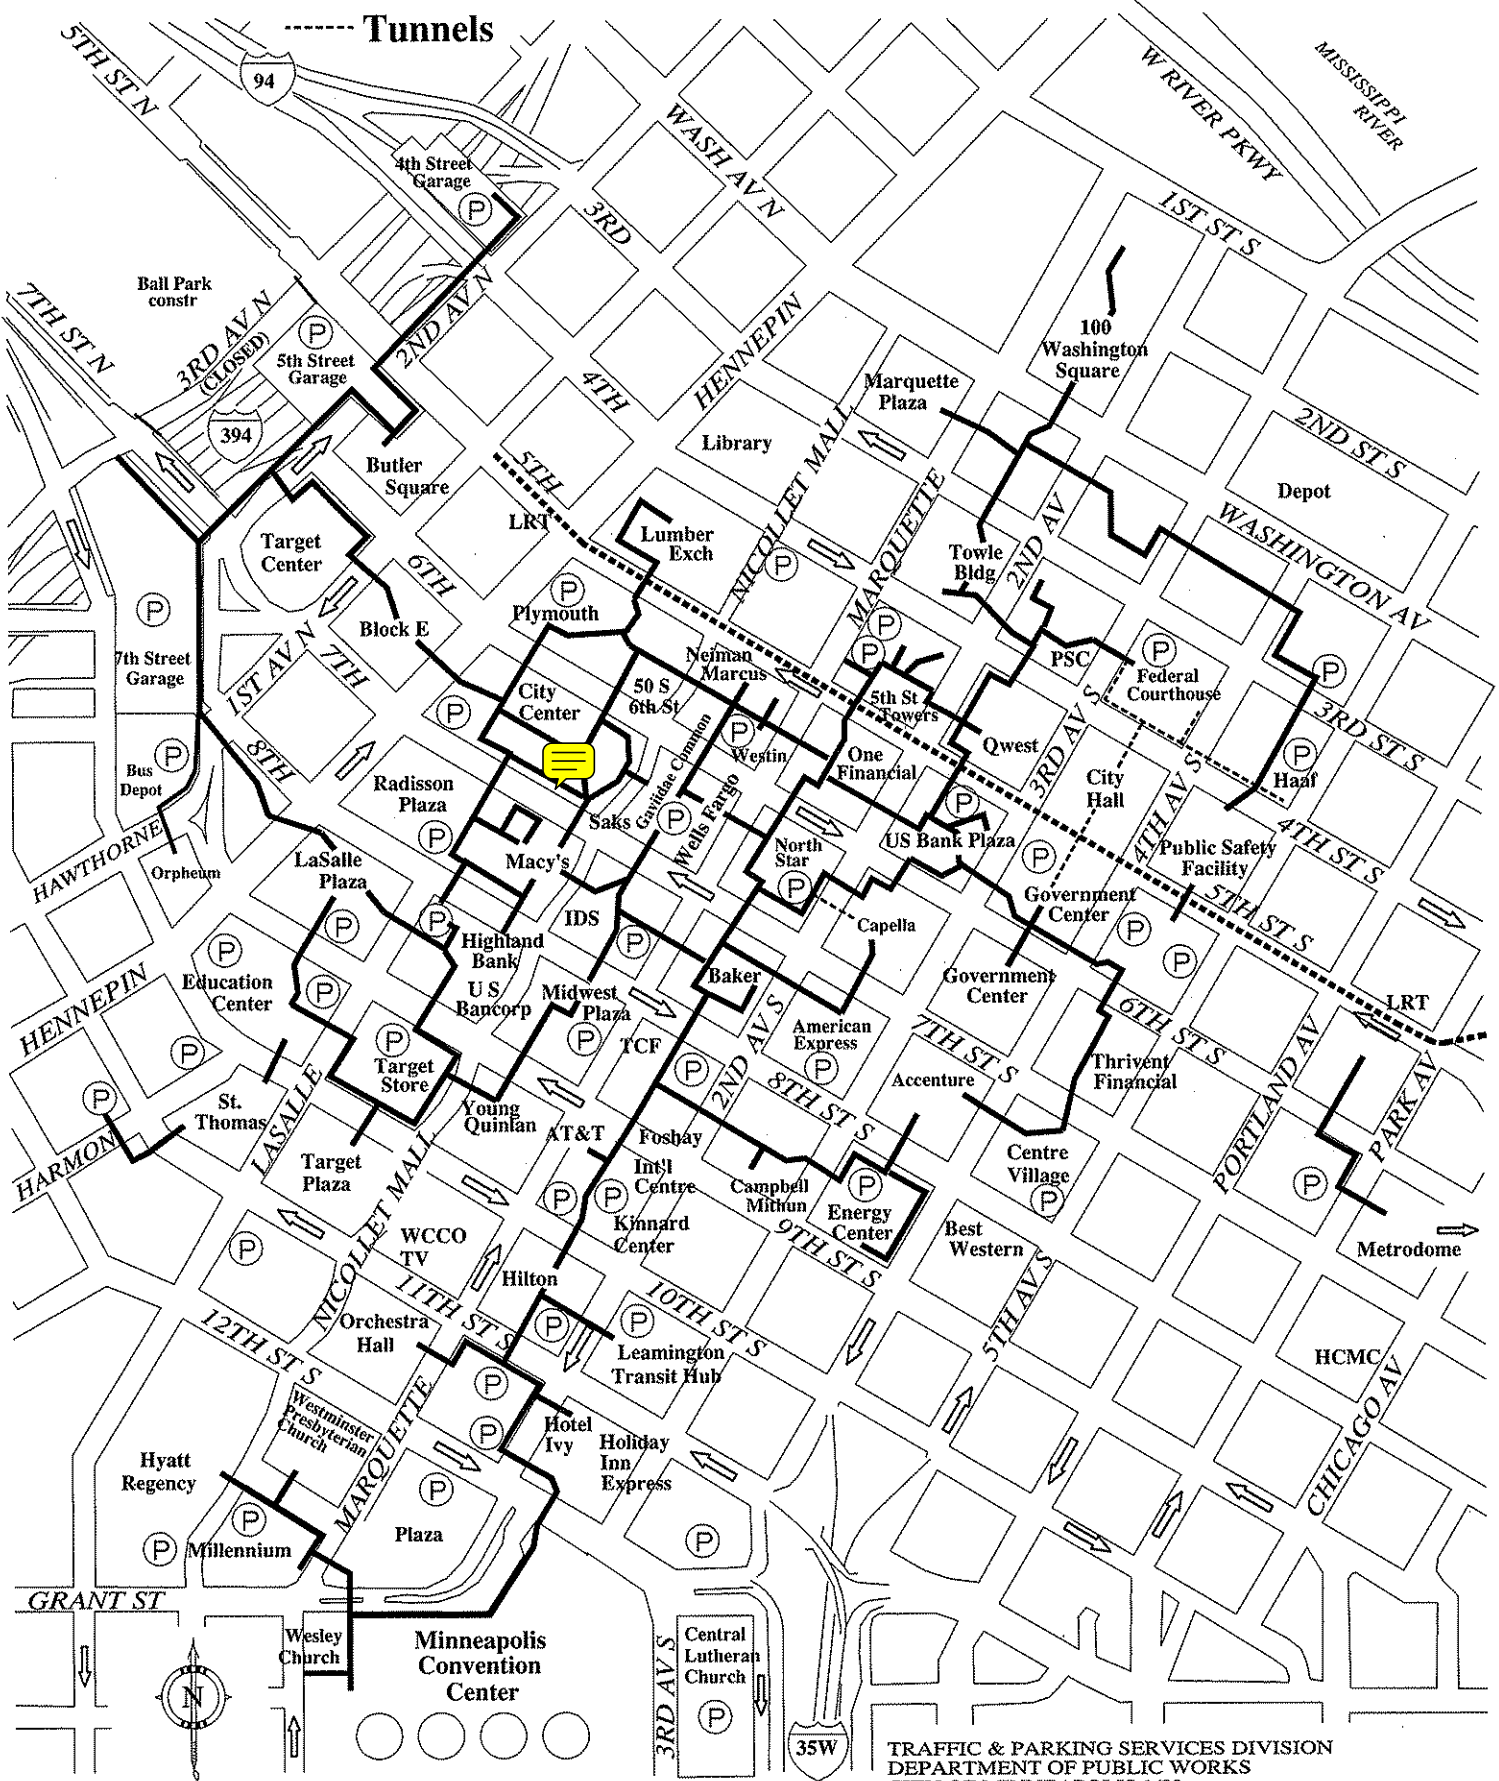 Tunnels
5TH ST N
94
4th Street
Garage
P
WASH AV N
3RD
W RIVER PKWY
MISSISSIPPI
RIVER
1ST ST S
Ball Park
constr
7TH ST N
3RD AV N
(CLOSED)
P
5th Street
Garage
2ND AV N
394
4TH
HENNEPIN
100
Washington
Square
Marquette
Plaza
Library
NICOLLET MALL
2ND ST S
Depot
Butler
Square
5TH
LRT
Lumber
Exch
P
MARQUETTE
2ND AV
Towle
Bldg
WASHINGTON AV
Target
Center
6TH
P
Plymouth
Block E
P
7th Street
Garage
1ST AV N
7TH
Neiman
Marcus
P
P
5th St
Towers
PSC
P
Federal
Courthouse
P
3RD ST S
City
Center
50 S
6th St
P
P
Westin
Qwest
One
Financial
3RD AV S
City
Hall
4TH AV S
P
Haaf
8TH
P
Bus
Depot
Radisson
Plaza
P
Saks
Gaviidae Common
P
Wells Fargo
P
US Bank Plaza
North
Star
P
P
Public Safety
Facility
4TH ST S
5TH ST S
HAWTHORNE
Orpheum
LaSalle
Plaza
Macy's
IDS
P
P
P
Highland
Bank
Capella
Government
Center
P
P
HENNEPIN
P
Education
Center
P
U S
Bancorp
Midwest
Plaza
P
Baker
Government
Center
American
Express
P
7TH ST S
6TH ST S
LRT
P
P
Target
Store
TCF
P
2ND AV S
8TH ST S
Accenture
Thrivent
Financial
PORTLAND AV
PARK AV
P
St.
Thomas
LASALLE
Young
Quinlan
AT&T
Foshay
Int'l
Centre
Campbell
Mithun
P
Energy
Center
Centre
Village
P
P
HARMON
Target
Plaza
NICOLLET MALL
P
P
Kinnard
Center
9TH ST S
Best
Western
Metrodome
P
WCCO
TV
Hilton
11TH ST S
P
P
10TH ST S
5TH AV S
12TH ST S
Orchestra
Hall
Leamington
Transit Hub
HCMC
CHICAGO AV
P
P
Westminster
Presbyterian
Church
MARQUETTE
Hotel
Ivy
Holiday
Inn
Express
Hyatt
Regency
P
Plaza
P
P
Millennium
P
GRANT ST
Wesley
Church
Minneapolis
Convention
Center
N
3RD AV S
Central
Lutheran
Church
P
35W
TRAFFIC & PARKING SERVICES DIVISION
DEPARTMENT OF PUBLIC WORKS